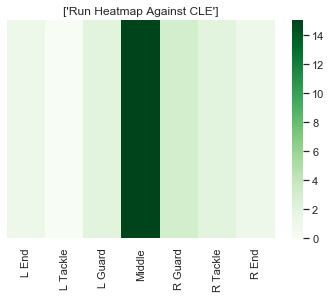 ['Run Heatmap Against CLE']
14
12
10
8
6
4
2
0
L End
L Tackle
L Guard
Middle
R Guard
R Tackle
R End